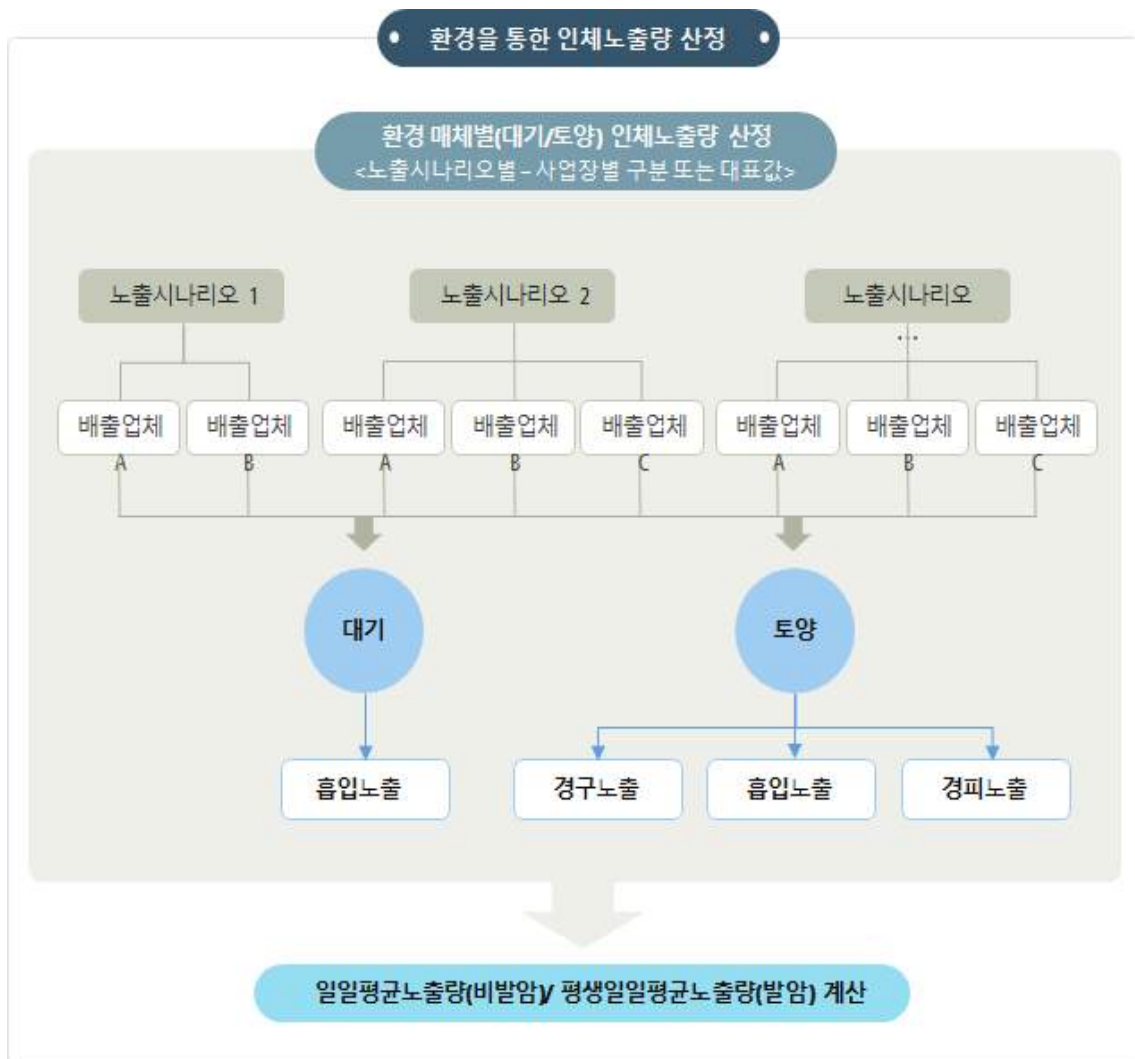 환경을 통한 인체노출량 산정
환경 매체별(대기/토양) 인체노출량 산정
<노출시나리오별 – 사업장별 구분 또는 대표값>
노출시나리오 1
노출시나리오 2
노출시나리오
...
배출업체
A
배출업체
B
배출업체
A
배출업체
B
배출업체
C
배출업체
A
배출업체
B
배출업체
C
대기
토양
흡입노출
경구노출
흡입노출
경피노출
일일평균노출량(비발암)/ 평생일일평균노출량(발암) 계산